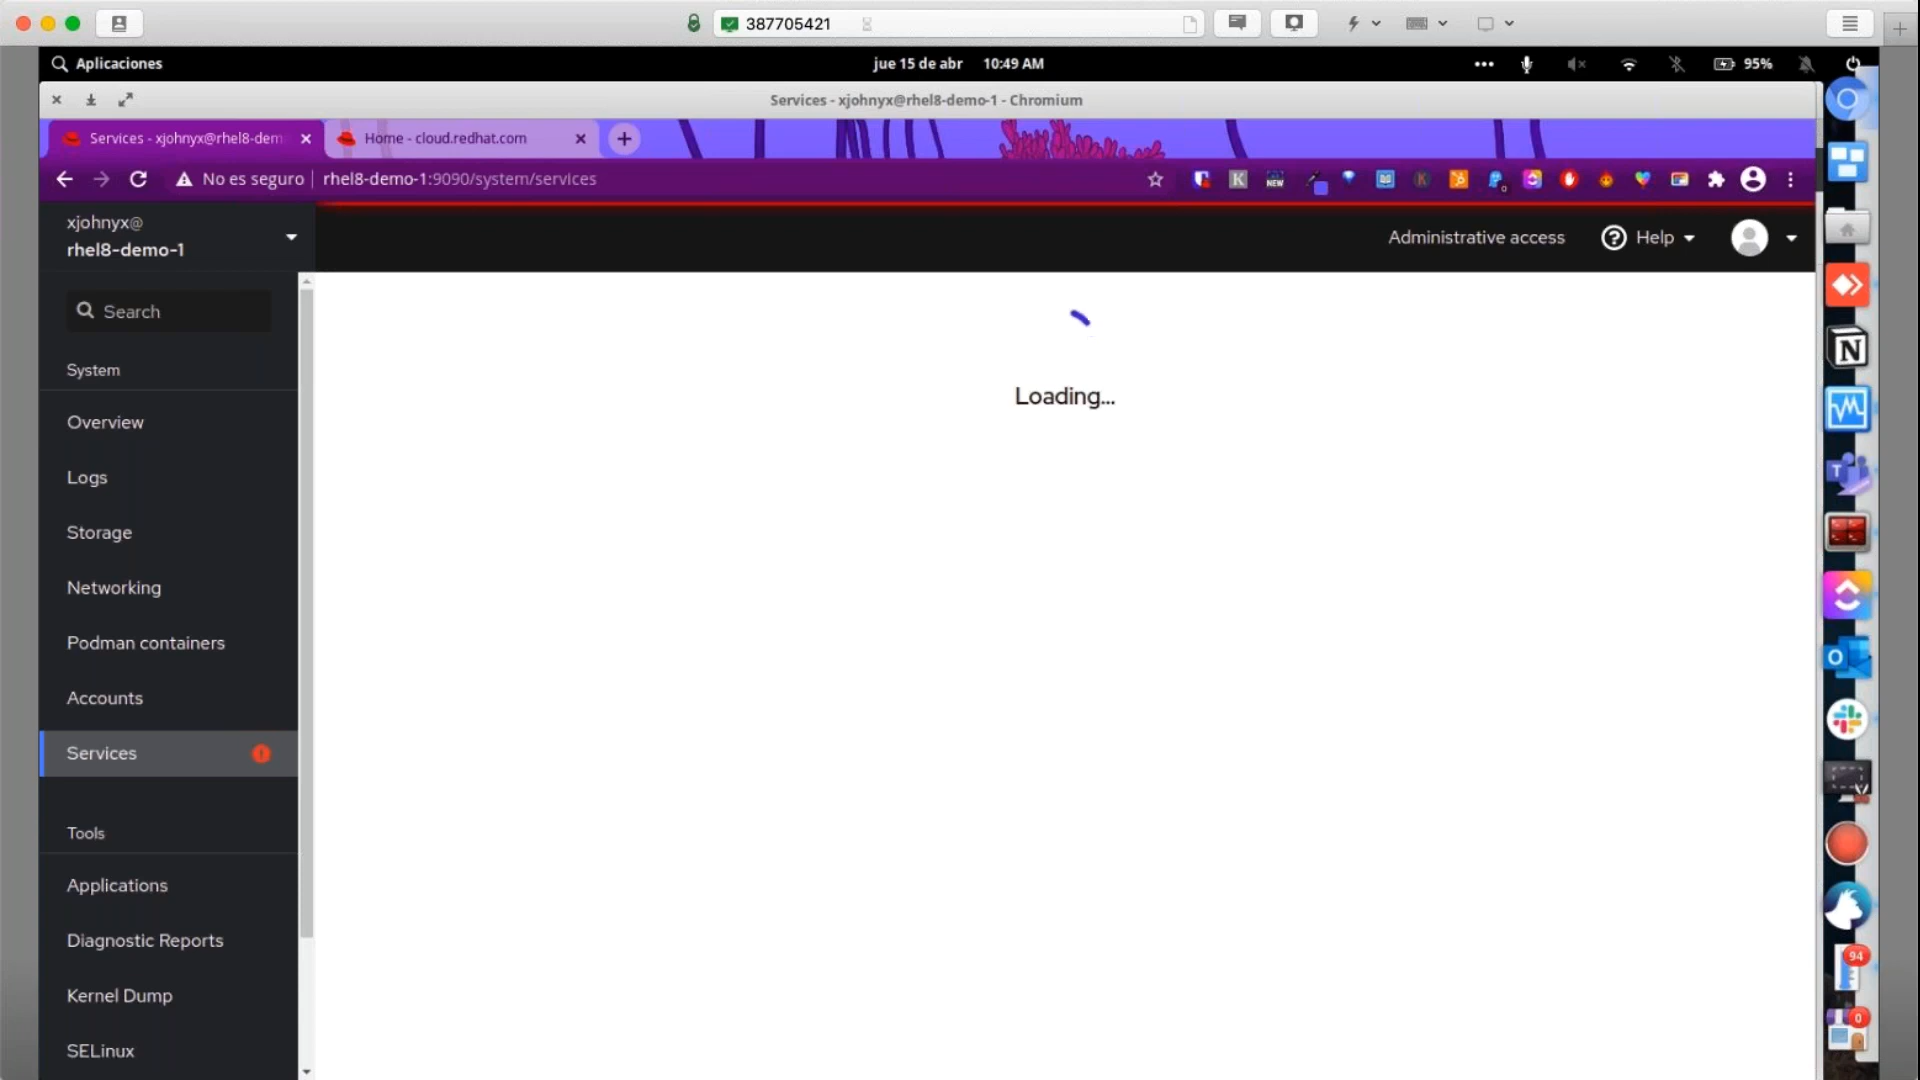 387705421
Aplicaciones
jue 15 de abr 10:49 AM
95%
Services - xjohnyx@rhel8-demo-1 - Chromium
Services - xjohnyx@rhel8-dem
Home - cloud.redhat.com
No es seguro
rhel8-demo-1:9090/system/services
K
NEW
xjohnyx@
rhel8-demo-1
Administrative access
Help
Search
Loading...
System
Overview
Logs
Storage
Networking
Podman containers
Accounts
Services
Tools
Applications
Diagnostic Reports
Kernel Dump
SELinux
N
T
O
94
0